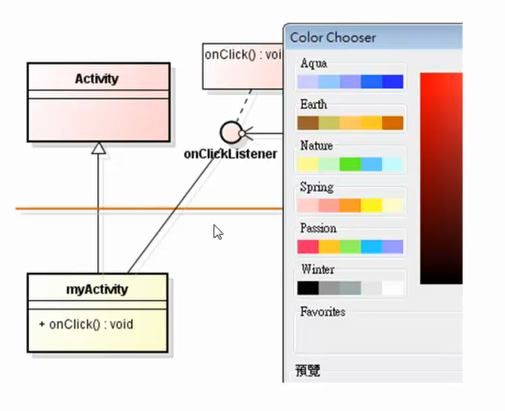 onClick() : voi
Activity
onClickListener
myActivity
+ onClick() : void
Color Chooser
Aqua
Earth
Nature
Spring
Passion
Winter
Favorites
預覽